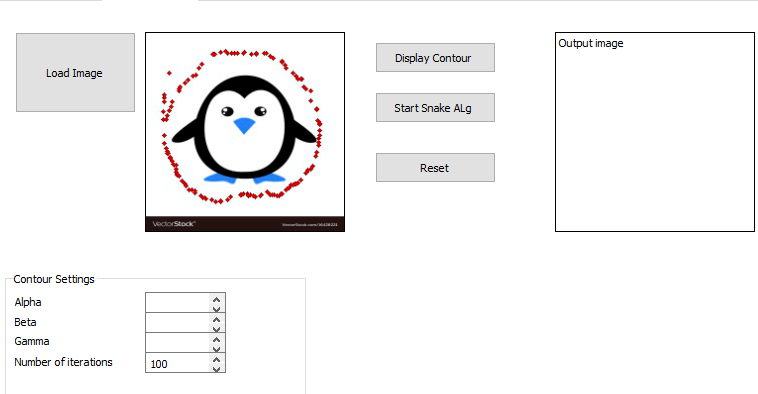 Load Image
Display Contour
Start Snake ALg
Reset
Output image
VectorStock
VectorStock.com/30128221
Contour Settings
Alpha
Beta
Gamma
Number of iterations
100